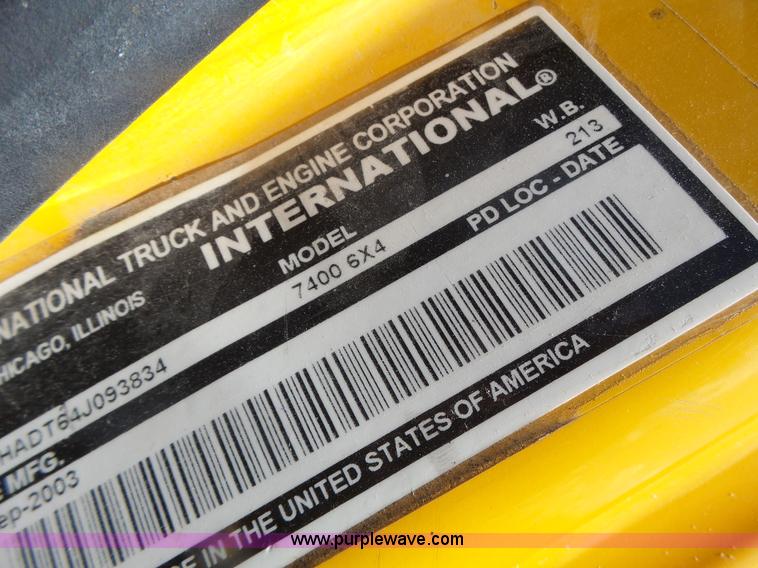 NATIONAL TRUCK AND ENGINE CORPORATION
CHICAGO, ILLINOIS
INTERNATIONAL®
MODEL
W.B.
7400 6X4
213
HADT64J093834
PD LOC - DATE
MFG.
ep-2003
E IN THE UNITED STATES OF AMERICA
www.purplewave.com